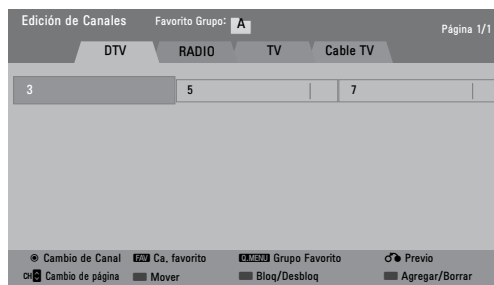 Edición de Canales Favorito Grupo: A Página 1/1
DTV RADIO TV Cable TV
3 5 7
Cambio de Canal FAV Ca. favorito Q.MENU Grupo Favorito Previo
CH Cambio de página Mover Bloq/Desbloq Agregar/Borrar